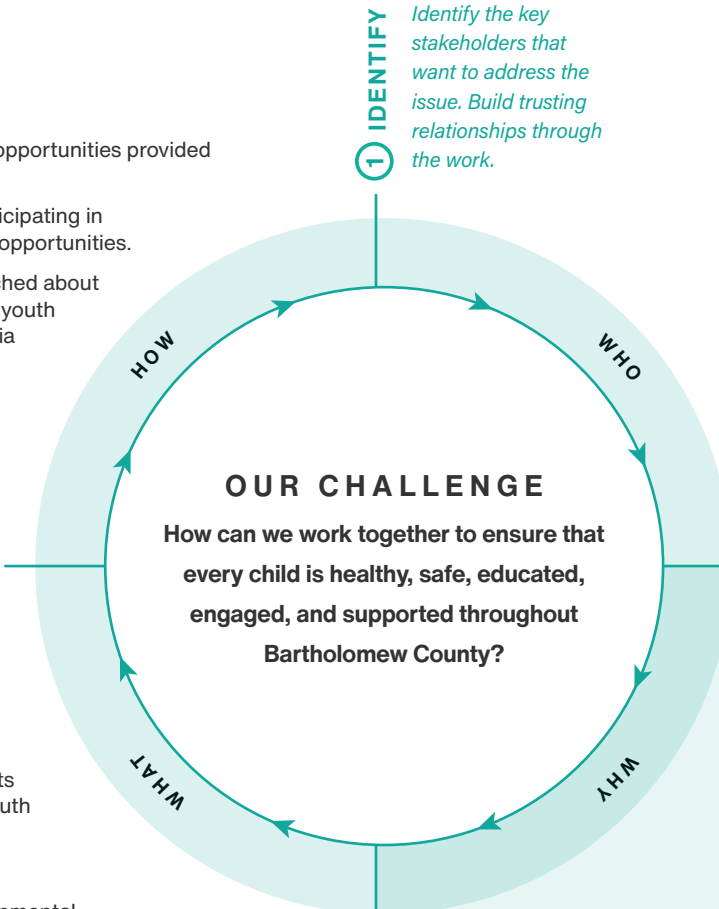 IDENTIFY
1
Identify the key
stakeholders that
want to address the
issue. Build trusting
relationships through
the work.
opportunities provided
icipating in
opportunities.
ched about
youth
ia
HOW
WHO
OUR CHALLENGE
How can we work together to ensure that
every child is healthy, safe, educated,
engaged, and supported throughout
Bartholomew County?
WHAT
WHY
ts
uth